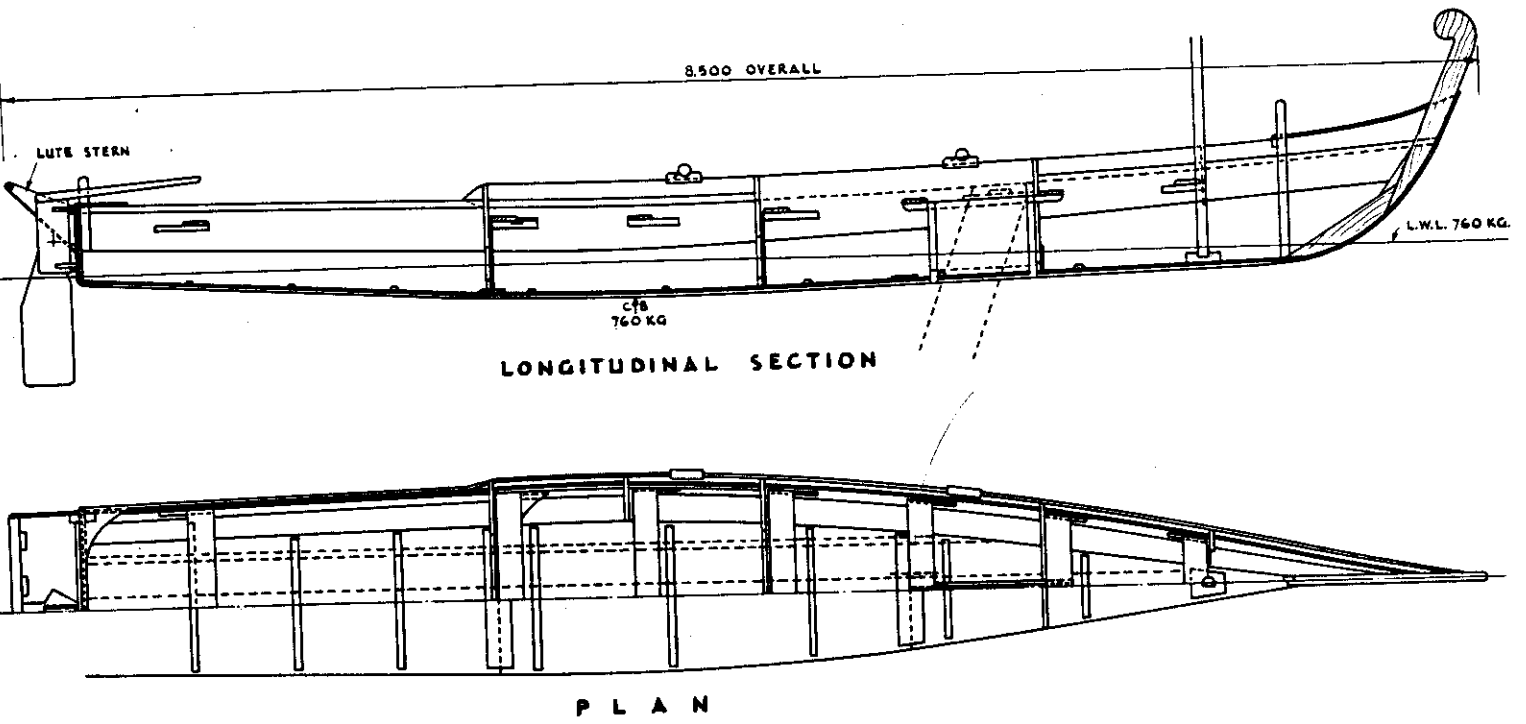 8.500 OVERALL
LUTE STERN
L.W.L. 760 KG.
C B
760 KG
LONGITUDINAL SECTION
PLAN